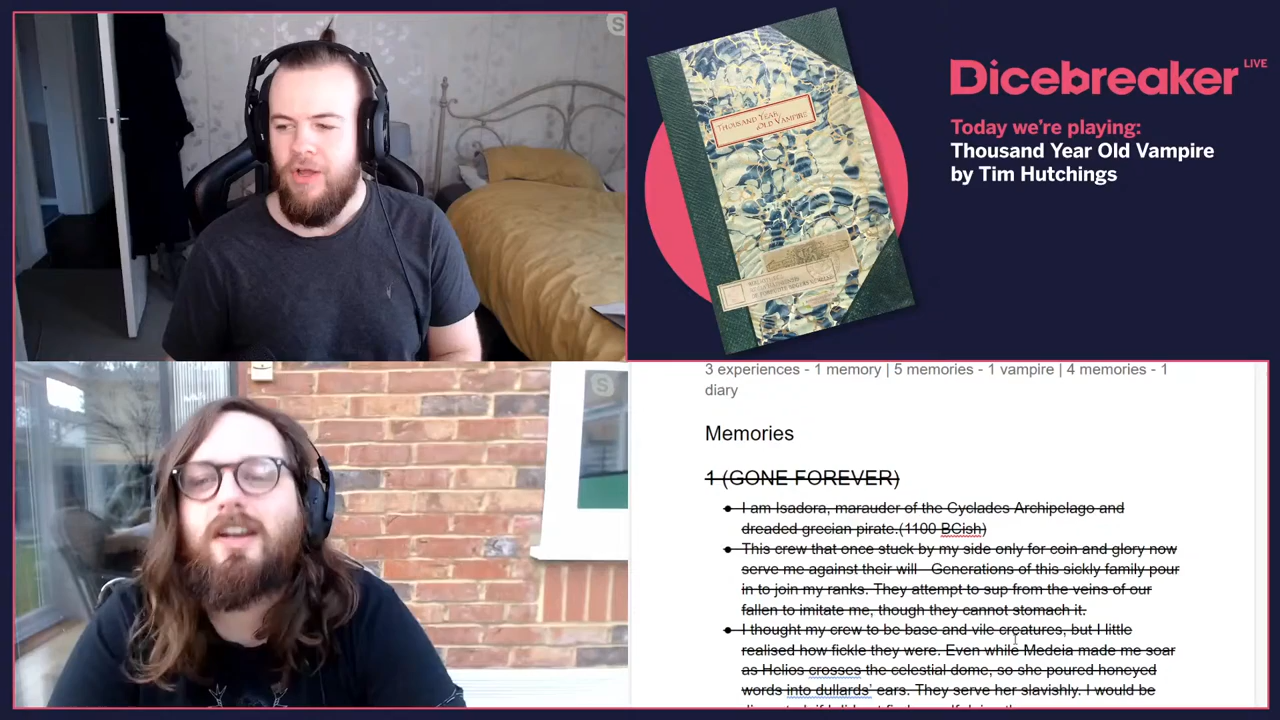 Dicebreaker LIVE
Today we're playing:
Thousand Year Old Vampire
by Tim Hutchings
THOUSAND YEAR
OLD VAMPIRE
S
S
3 experiences - 1 memory | 5 memories - 1 vampire | 4 memories - 1
diary
Memories
1 (GONE FOREVER)
I am Isadora, marauder of the Cyclades Archipelago and
dreaded grecian pirate.(1100 BCish)
This crew that once stuck by my side only for coin and glory now
serve me against their will - Generations of this sickly family pour
in to join my ranks. They attempt to sup from the veins of our
fallen to imitate me, though they cannot stomach it.
I thought my crew to be base and vile creatures, but I little
realised how fickle they were. Even while Medeia made me soar
as Helios crosses the celestial dome, so she poured honeyed
words into dullards' ears. They serve her slavishly. I would be